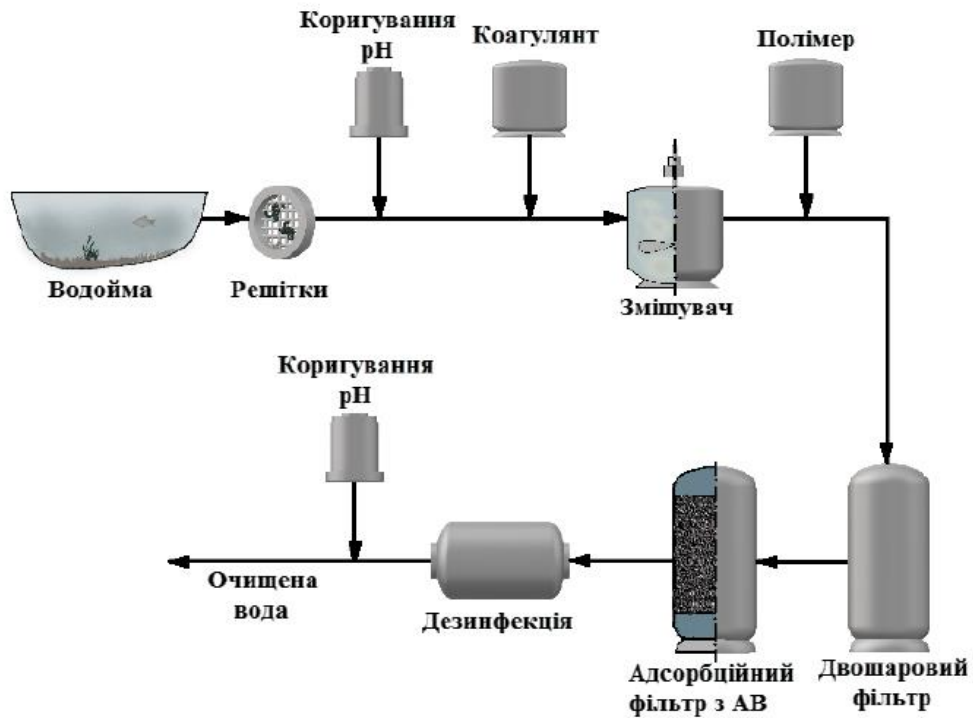 Коригування
pH
Коагулянт
Полімер
Водойма
Решітки
Змішувач
Коригування
pH
Очищена
вода
Дезинфекція
Адсорбційний
фільтр з АВ
Двошаровий
фільтр